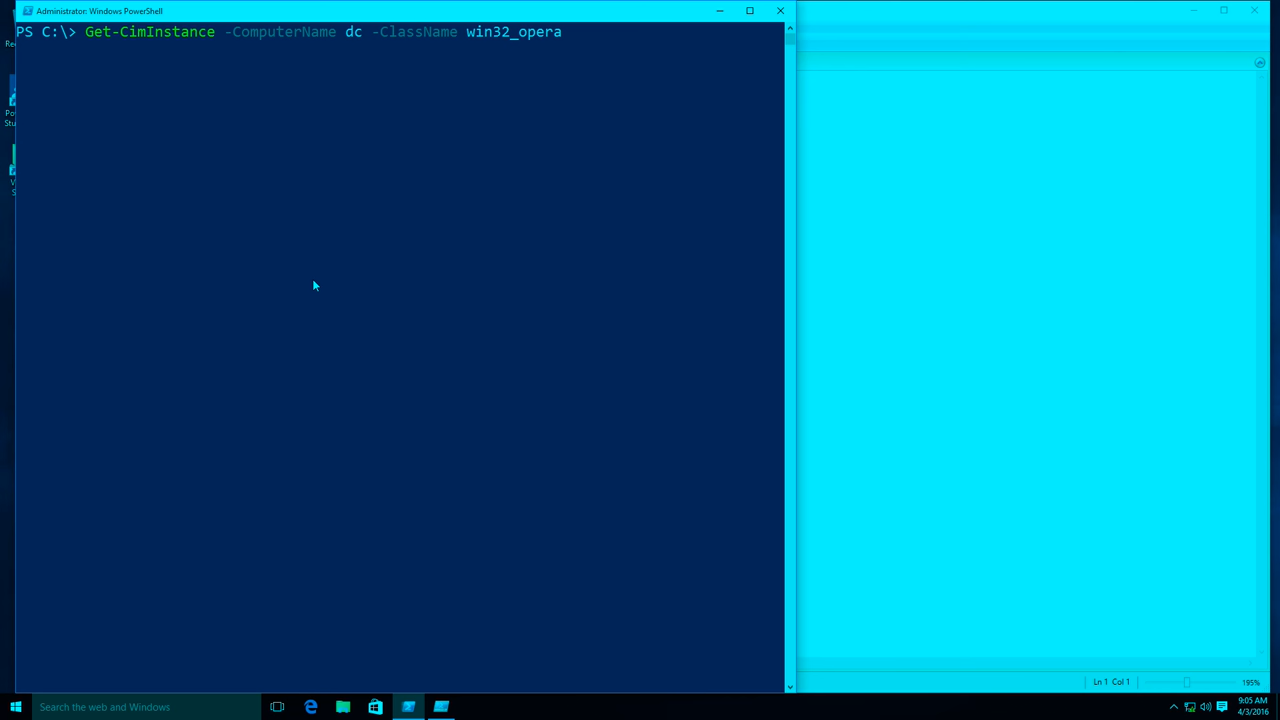 Administrator: Windows PowerShell
PS C:\> Get-CimInstance -ComputerName dc -ClassName win32_opera
Ln 1 Col 1
195%
Search the web and Windows
9:05 AM
4/3/2016